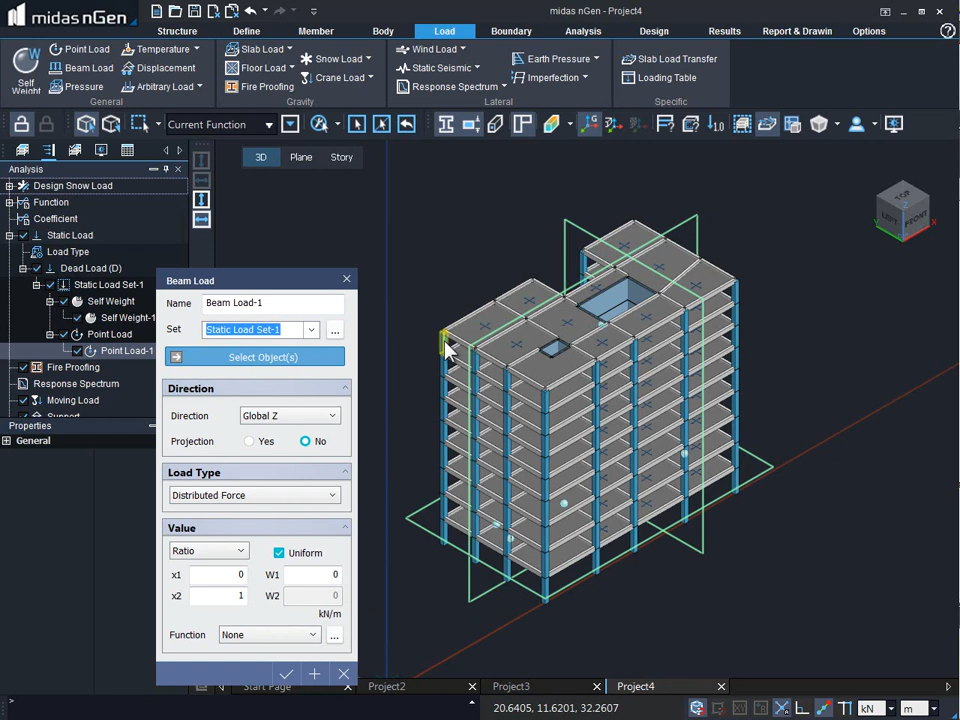 midas nGen
midas nGen - Project4
Structure Define Member Body Load Boundary Analysis Design Results Report & Drawin Options
Self Weight
Point Load
Beam Load
Pressure
Temperature
Displacement
Arbitrary Load
General
Slab Load
Floor Load
Fire Proofing
Snow Load
Crane Load
Gravity
Wind Load
Static Seismic
Response Spectrum
Earth Pressure
Imperfection
Lateral
Slab Load Transfer
Loading Table
Specific
Current Function
1.0
Analysis
Design Snow Load
Function
Coefficient
Static Load
Load Type
Dead Load (D)
Static Load Set-1
Self Weight
Self Weight-1
Point Load
Point Load-1
Fire Proofing
Response Spectrum
Moving Load
Properties
General
3D Plane Story
TOP
LEFT
FRONT
Z
X
Y
Beam Load
Name Beam Load-1
Set Static Load Set-1 ...
Select Object(s)
Direction
Direction Global Z
Projection Yes No
Load Type
Distributed Force
Value
Ratio Uniform
x1 0 W1 0
x2 1 W2 0
kN/m
Function None ...
Start Page Project2 Project3 Project4
>
20.6405, 11.6201, 32.2607 kN m